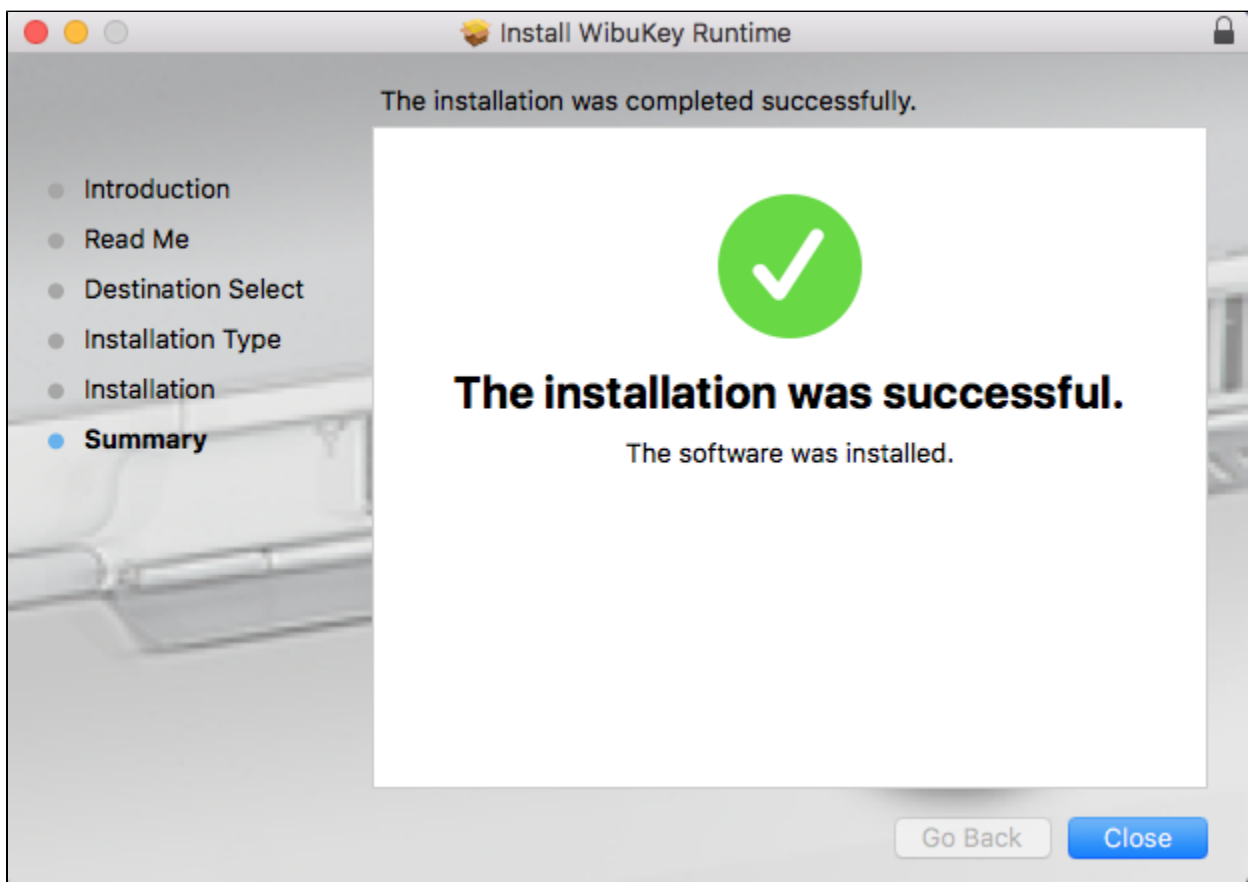 Install WibuKey Runtime
The installation was completed successfully.
Introduction
Read Me
Destination Select
Installation Type
Installation
Summary
The installation was successful.
The software was installed.
Go Back
Close